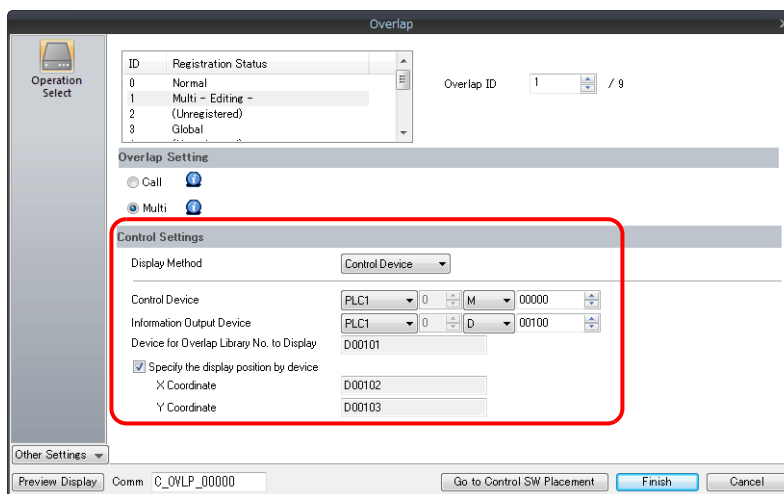 Overlap
Operation
Select
ID Registration Status
0 Normal
1 Multi - Editing -
2 (Unregistered)
3 Global
Overlap ID 1 / 9
Overlap Setting
Call
Multi
Control Settings
Display Method Control Device
Control Device PLC1 0 M 00000
Information Output Device PLC1 0 D 00100
Device for Overlap Library No. to Display D00101
Specify the display position by device
X Coordinate D00102
Y Coordinate D00103
Other Settings
Preview Display Comm C_OVLP_00000 Go to Control SW Placement Finish Cancel